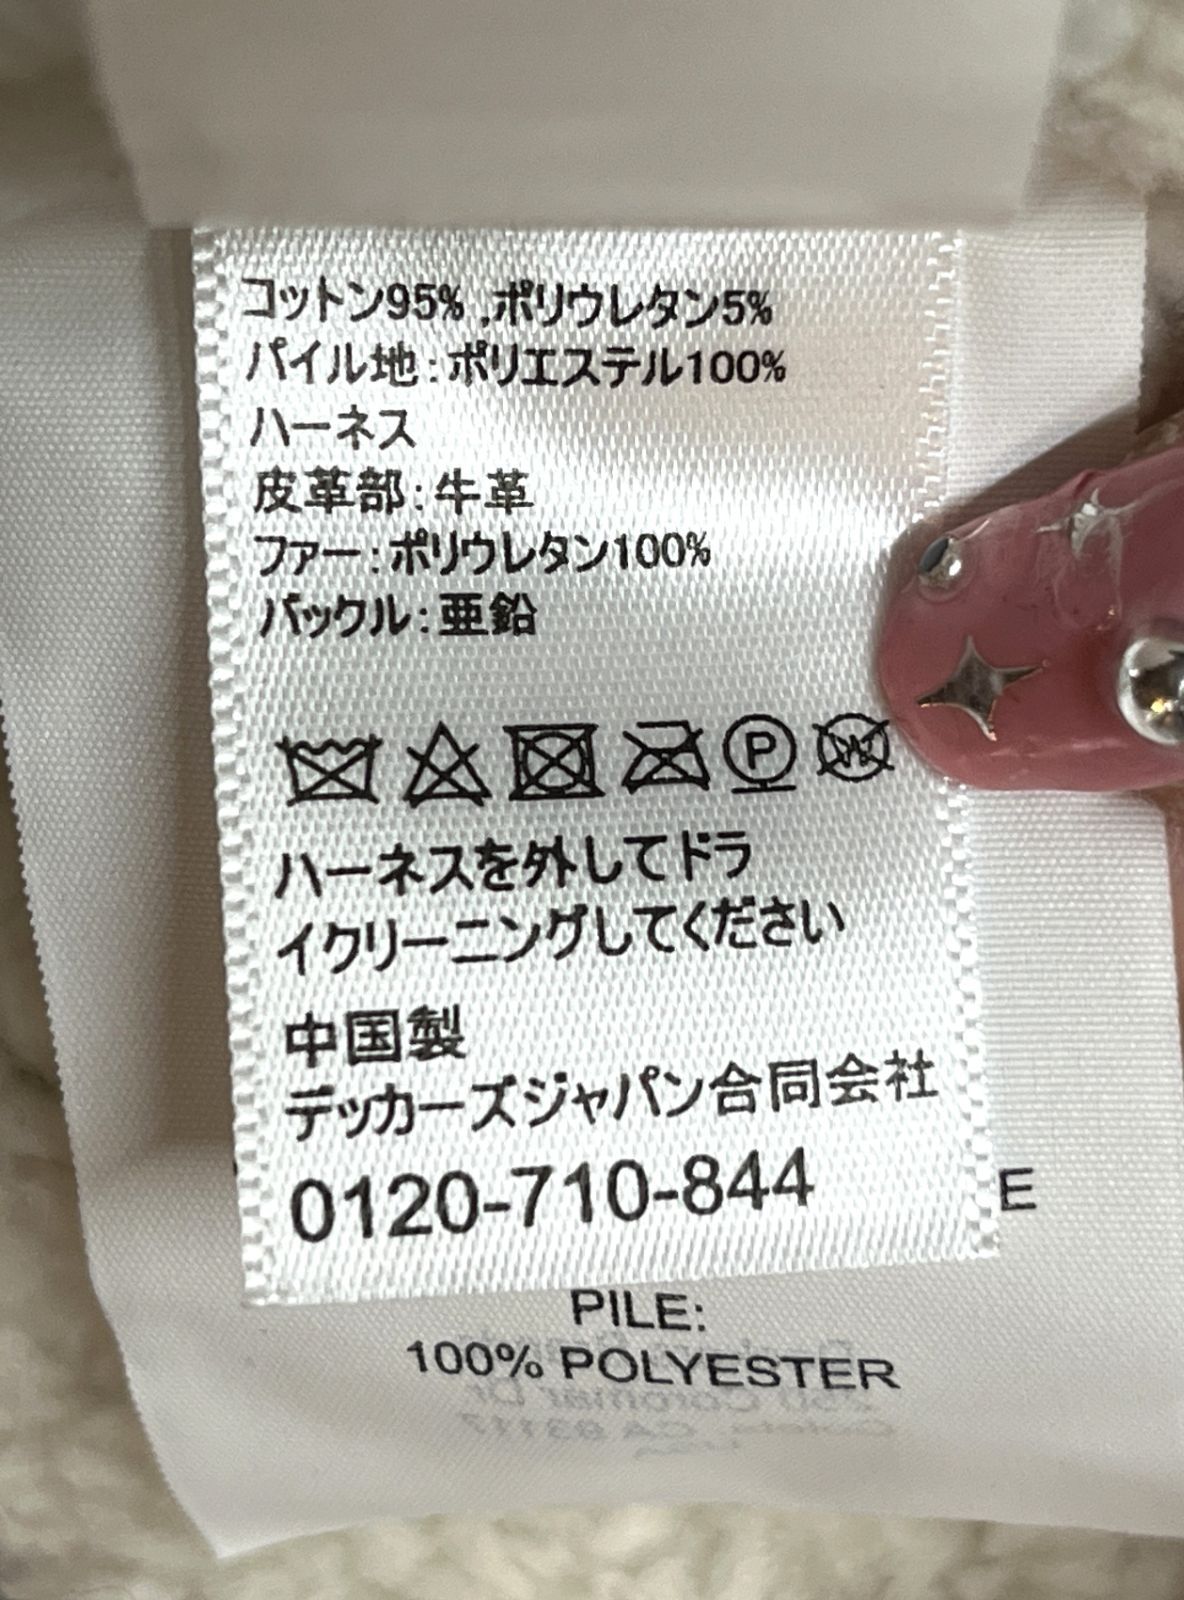 コットン95% ,ポリウレタン5%
パイル地:ポリエステル100%
ハーネス
皮革部:牛革
ファー:ポリウレタン100%
バックル:亜鉛
P W
ハーネスを外してドラ
イクリーニングしてください
中国製
デッカーズジャパン合同会社
0120-710-844
E
PILE:
100% POLYESTER